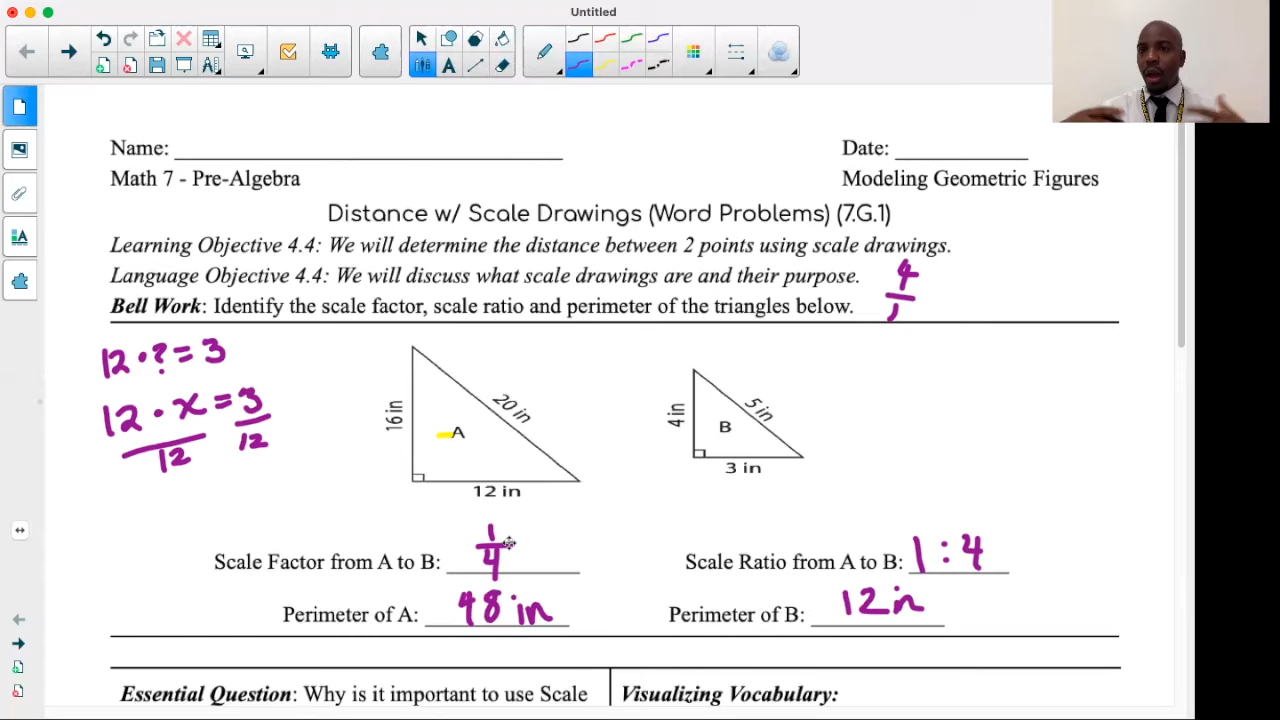 Untitled
Name: ____
Date: ____
Math 7 - Pre-Algebra
Modeling Geometric Figures
Distance w/ Scale Drawings (Word Problems) (7.G.1)
Learning Objective 4.4: We will determine the distance between 2 points using scale drawings.
Language Objective 4.4: We will discuss what scale drawings are and their purpose.
Bell Work: Identify the scale factor, scale ratio and perimeter of the triangles below.
4
1
12 · ? = 3
12 · x = 3
12 12
16 in
20 in
A
12 in
4 in
5 in
B
3 in
Scale Factor from A to B: 1/4
Scale Ratio from A to B: 1 : 4
Perimeter of A: 48 in
Perimeter of B: 12 in
Essential Question: Why is it important to use Scale
Visualizing Vocabulary: